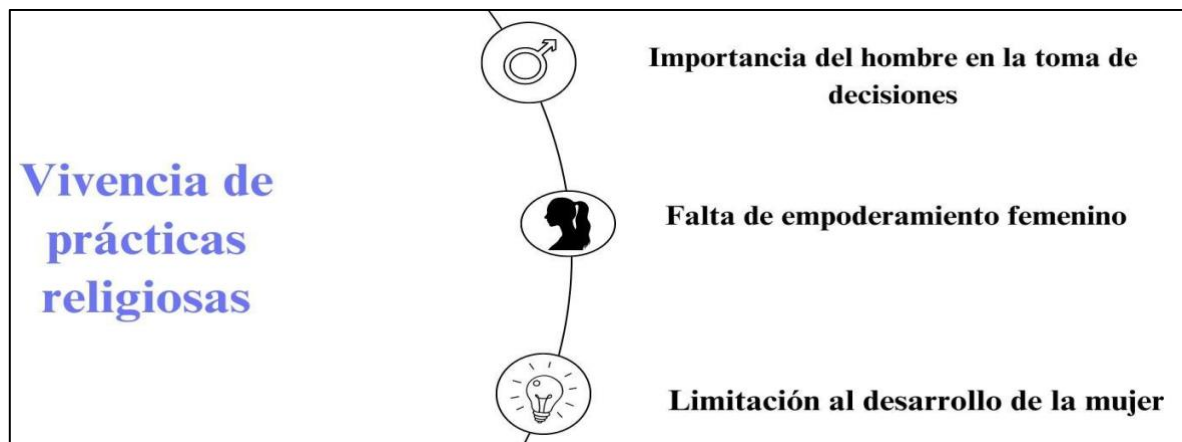 Vivencia de
prácticas
religiosas
Importancia del hombre en la toma de
decisiones
Falta de empoderamiento femenino
Limitación al desarrollo de la mujer